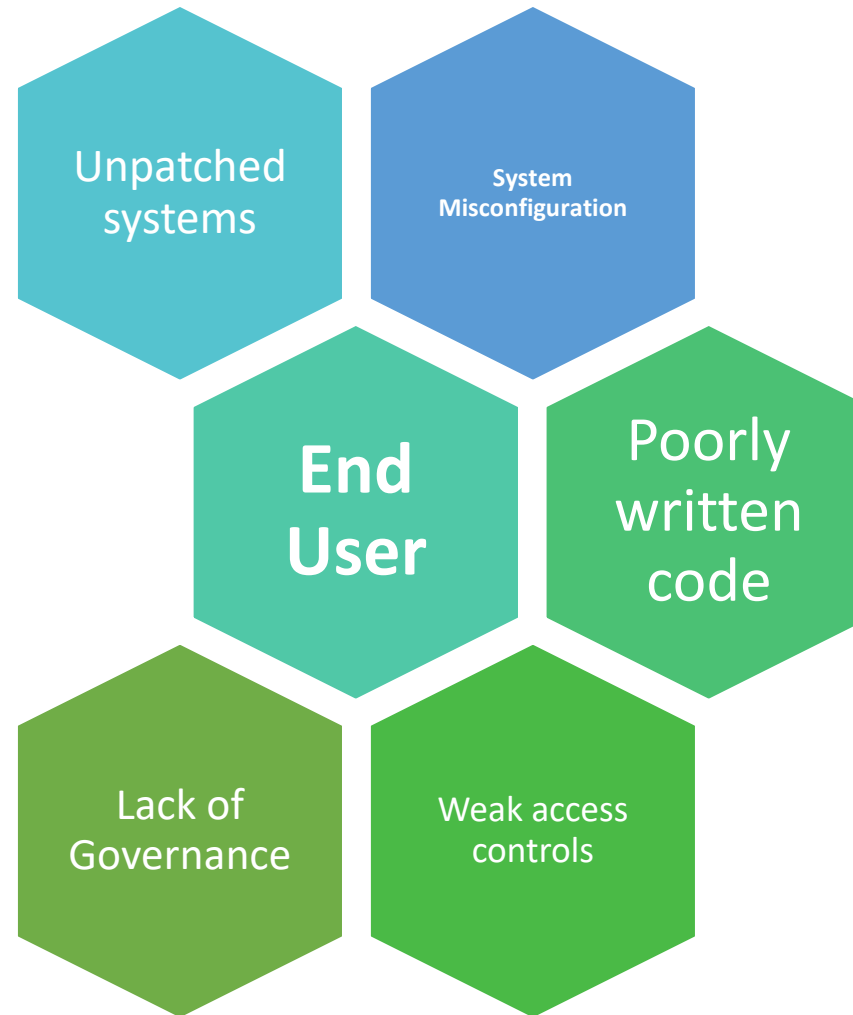 Unpatched
systems
System
Misconfiguration
End
User
Poorly
written
code
Lack of
Governance
Weak access
controls